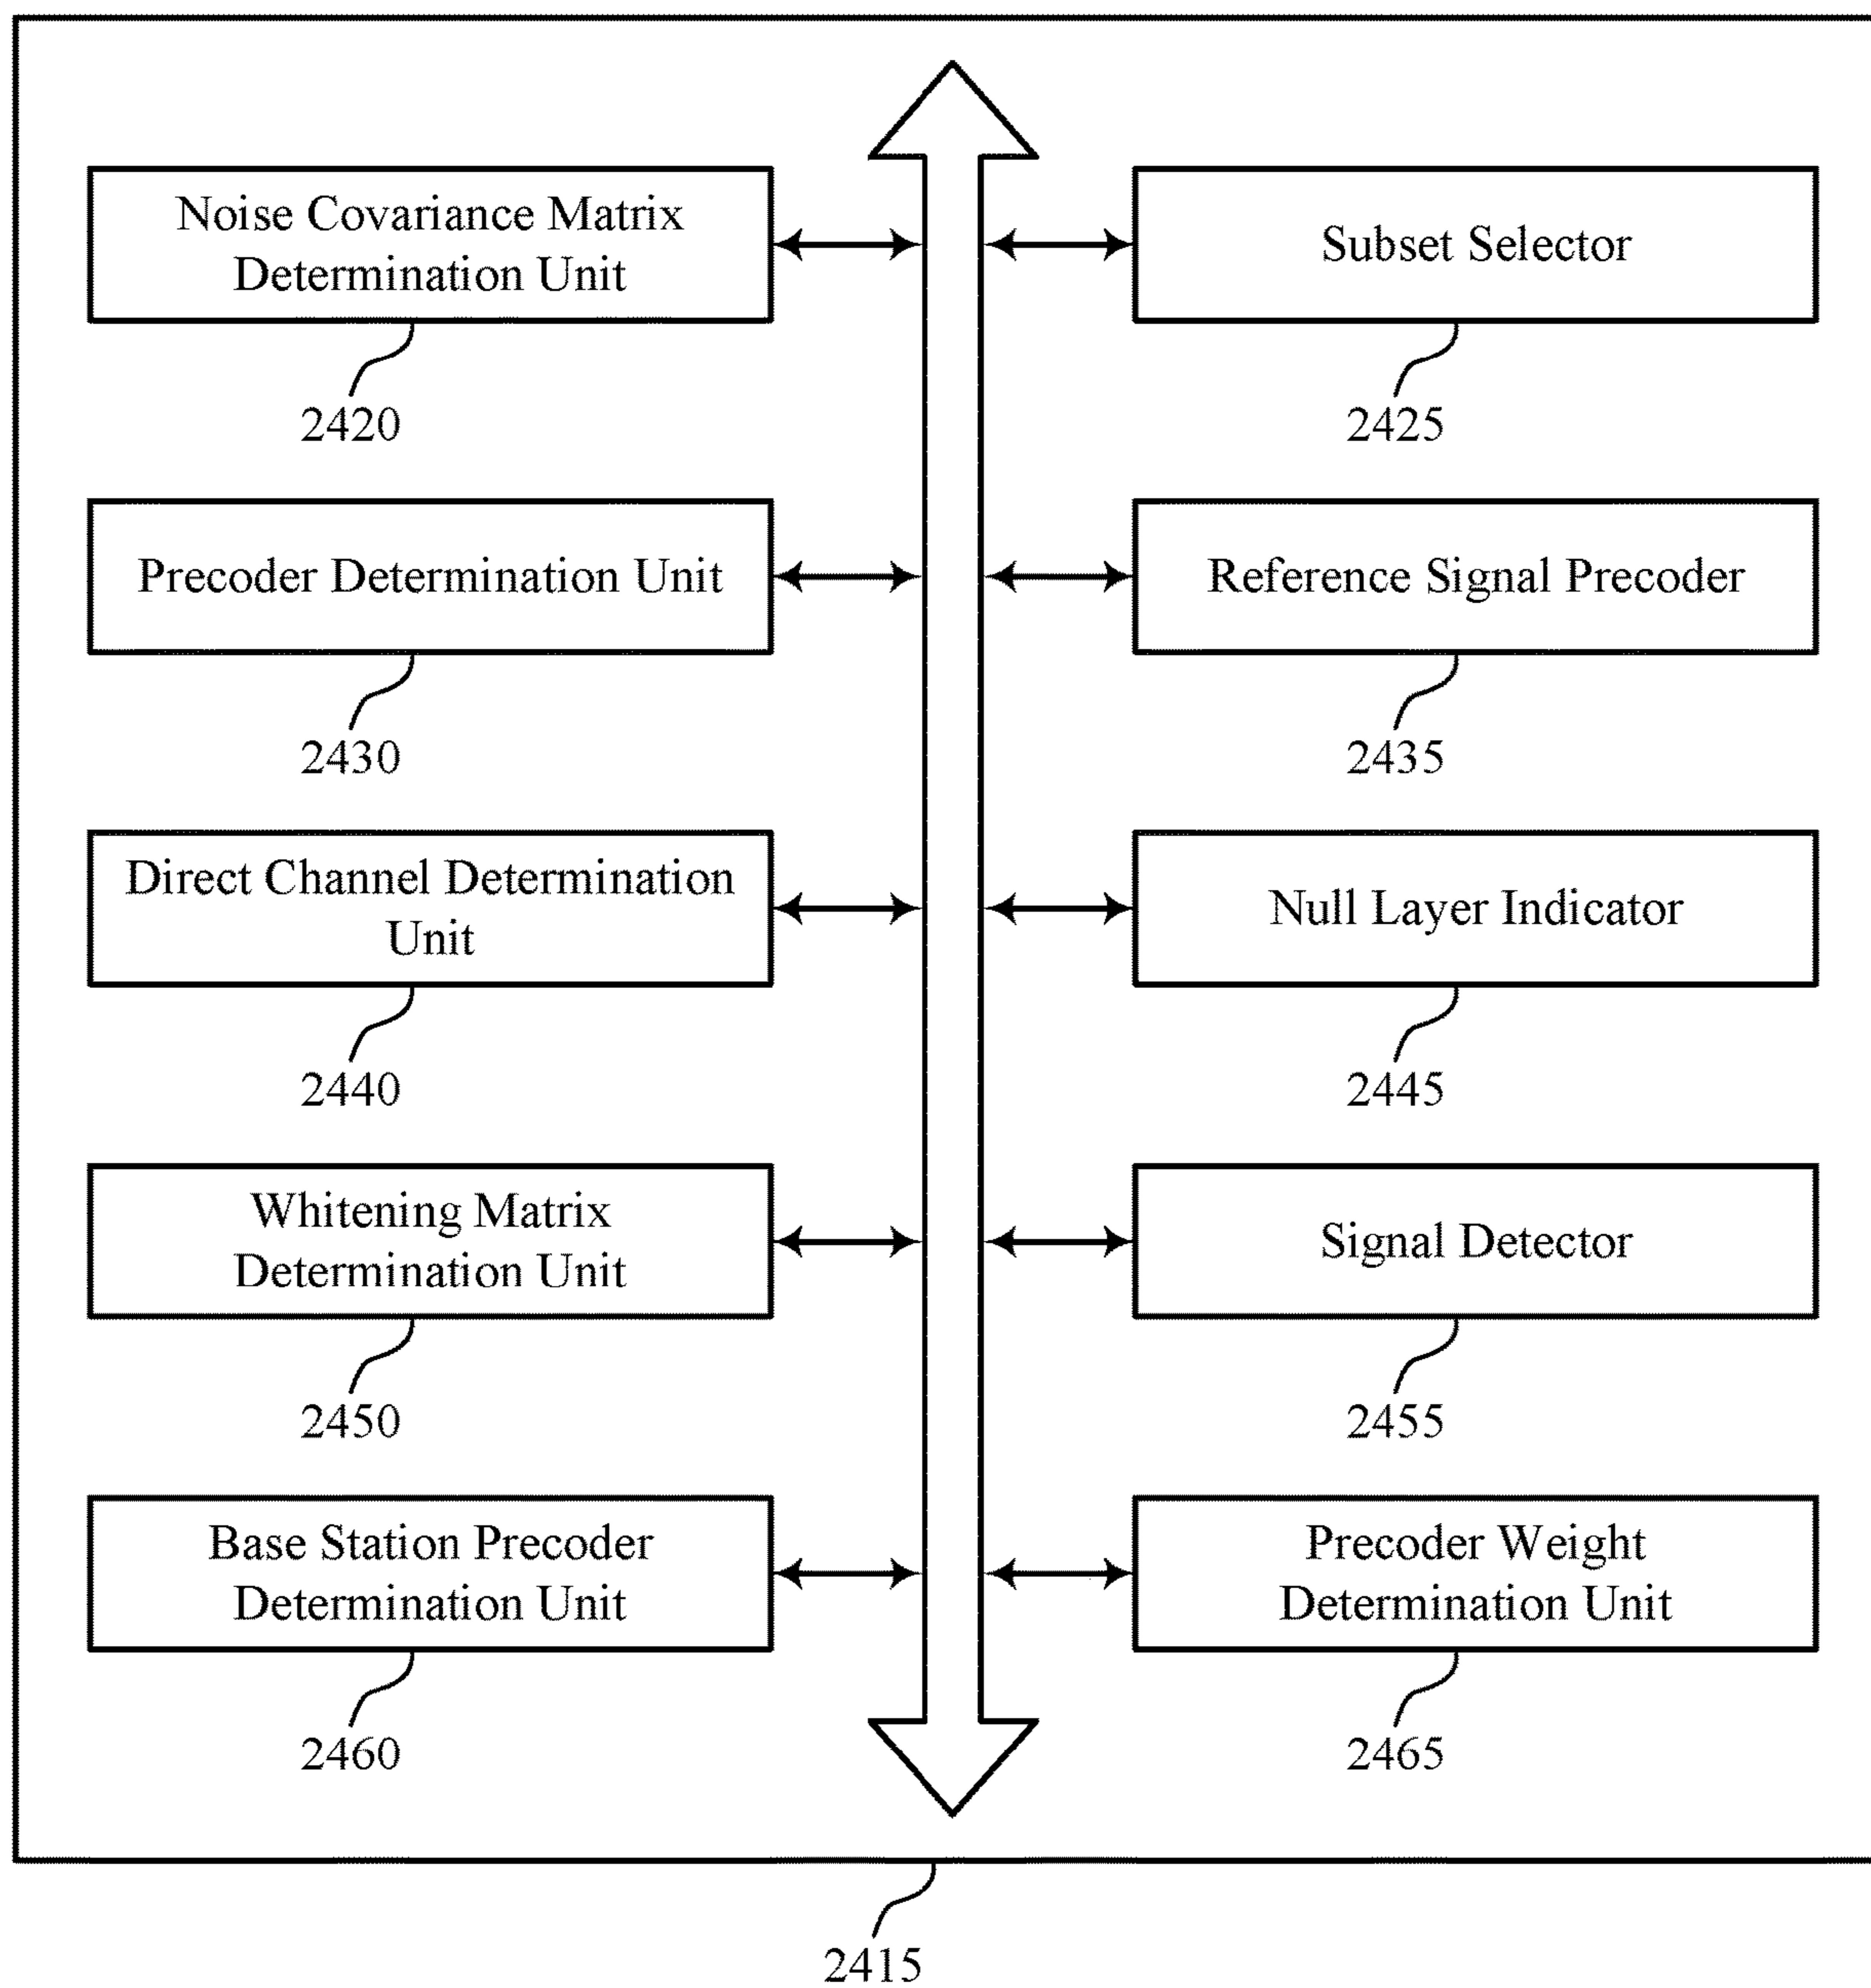 Noise Covariance Matrix
Determination Unit
2420
Subset Selector
2425
Precoder Determination Unit
2430
Reference Signal Precoder
2435
Direct Channel Determination
Unit
2440
Null Layer Indicator
2445
Whitening Matrix
Determination Unit
2450
Signal Detector
2455
Base Station Precoder
Determination Unit
2460
Precoder Weight
Determination Unit
2465
2415